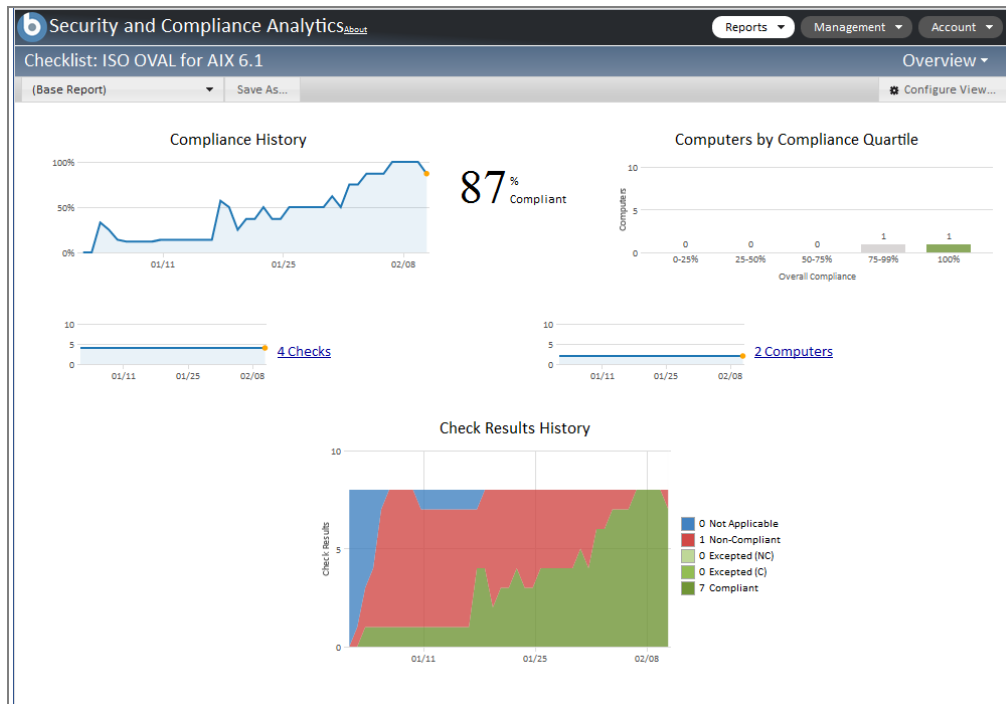 b Security and Compliance Analytics About
Reports Management Account
Checklist: ISO OVAL for AIX 6.1
Overview
(Base Report) Save As...
Configure View...
Compliance History
100%
50%
0%
01/11 01/25 02/08
87 % Compliant
Computers by Compliance Quartile
Computers
10
5
0
0 0 0 1 1
0-25% 25-50% 50-75% 75-99% 100%
Overall Compliance
10
5
0
01/11 01/25 02/08
4 Checks
10
5
0
01/11 01/25 02/08
2 Computers
Check Results History
Check Results
10
5
0
01/11 01/25 02/08
0 Not Applicable
1 Non-Compliant
0 Excepted (NC)
0 Excepted (C)
7 Compliant